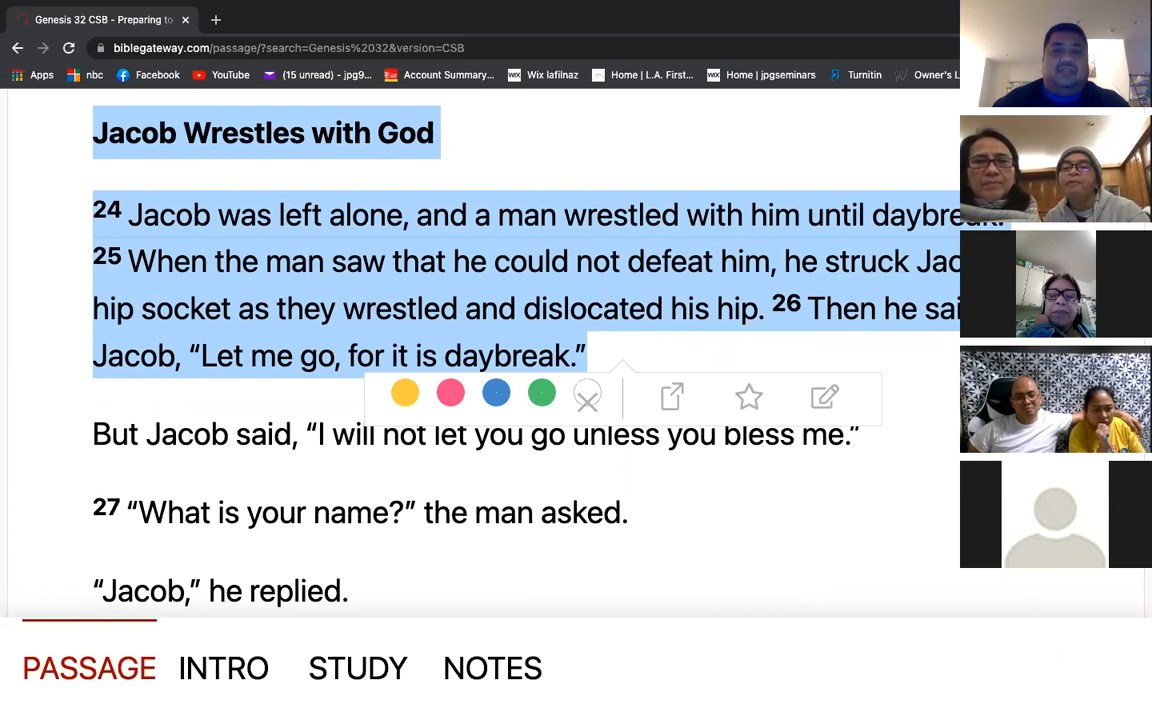 Genesis 32 CSB - Preparing to
biblegateway.com/passage/?search=Genesis%2032&version=CSB
Apps nbc Facebook YouTube (15 unread) - jpg9... Account Summary... Wix lafilnaz Home | L.A. First... Home | jpgseminars Turnitin Owner's L
Jacob Wrestles with God
24 Jacob was left alone, and a man wrestled with him until daybreak.
25 When the man saw that he could not defeat him, he struck Jac
hip socket as they wrestled and dislocated his hip. 26 Then he sai
Jacob, “Let me go, for it is daybreak.”
But Jacob said, “I will not let you go unless you bless me.”
27 “What is your name?” the man asked.
“Jacob,” he replied.
PASSAGE INTRO STUDY NOTES